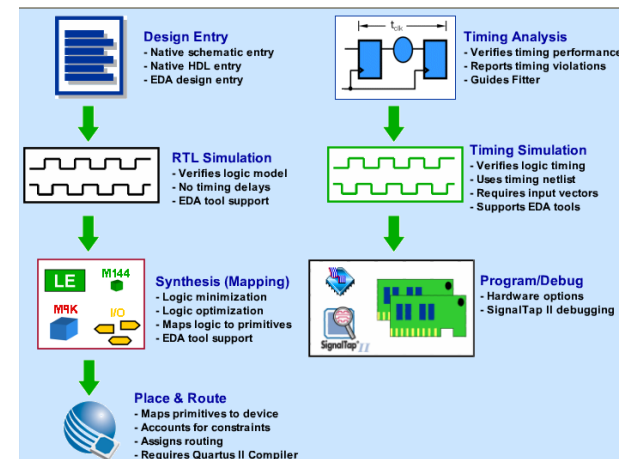 Design Entry
- Native schematic entry
- Native HDL entry
- EDA design entry
RTL Simulation
- Verifies logic model
- No timing delays
- EDA tool support
LE
M144
M9K
I/O
Synthesis (Mapping)
- Logic minimization
- Logic optimization
- Maps logic to primitives
- EDA tool support
Place & Route
- Maps primitives to device
- Accounts for constraints
- Assigns routing
- Requires Quartus II Compiler
tclk
Timing Analysis
- Verifies timing performance
- Reports timing violations
- Guides Fitter
Timing Simulation
- Verifies logic timing
- Uses timing netlist
- Requires input vectors
- Supports EDA tools
SignalTap II
Program/Debug
- Hardware options
- SignalTap II debugging